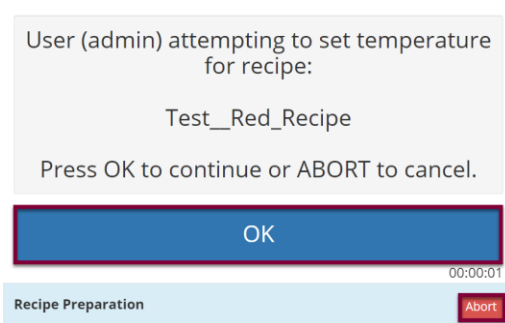 User (admin) attempting to set temperature
for recipe:
Test__Red_Recipe
Press OK to continue or ABORT to cancel.
OK
00:00:01
Recipe Preparation
Abort